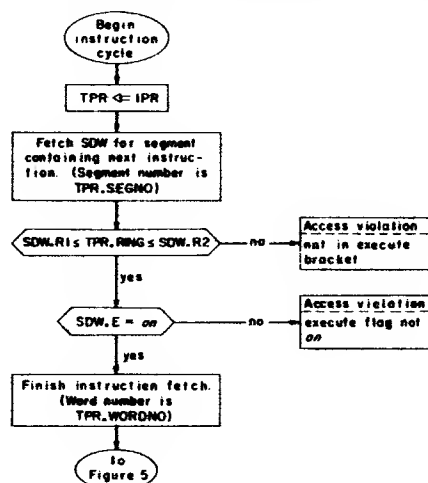 Begin
instruction
cycle
TPR ⇐ IPR
Fetch SDW for segment
containing next instruc-
tion. (Segment number is
TPR.SEGNO)
SDW.R1 ≤ TPR.RING ≤ SDW.R2
no
Access violation
not in execute
bracket
yes
SDW.E = on
no
Access violation
execute flag not
on
yes
Finish instruction fetch.
(Word number is
TPR.WORDNO)
to
Figure 5